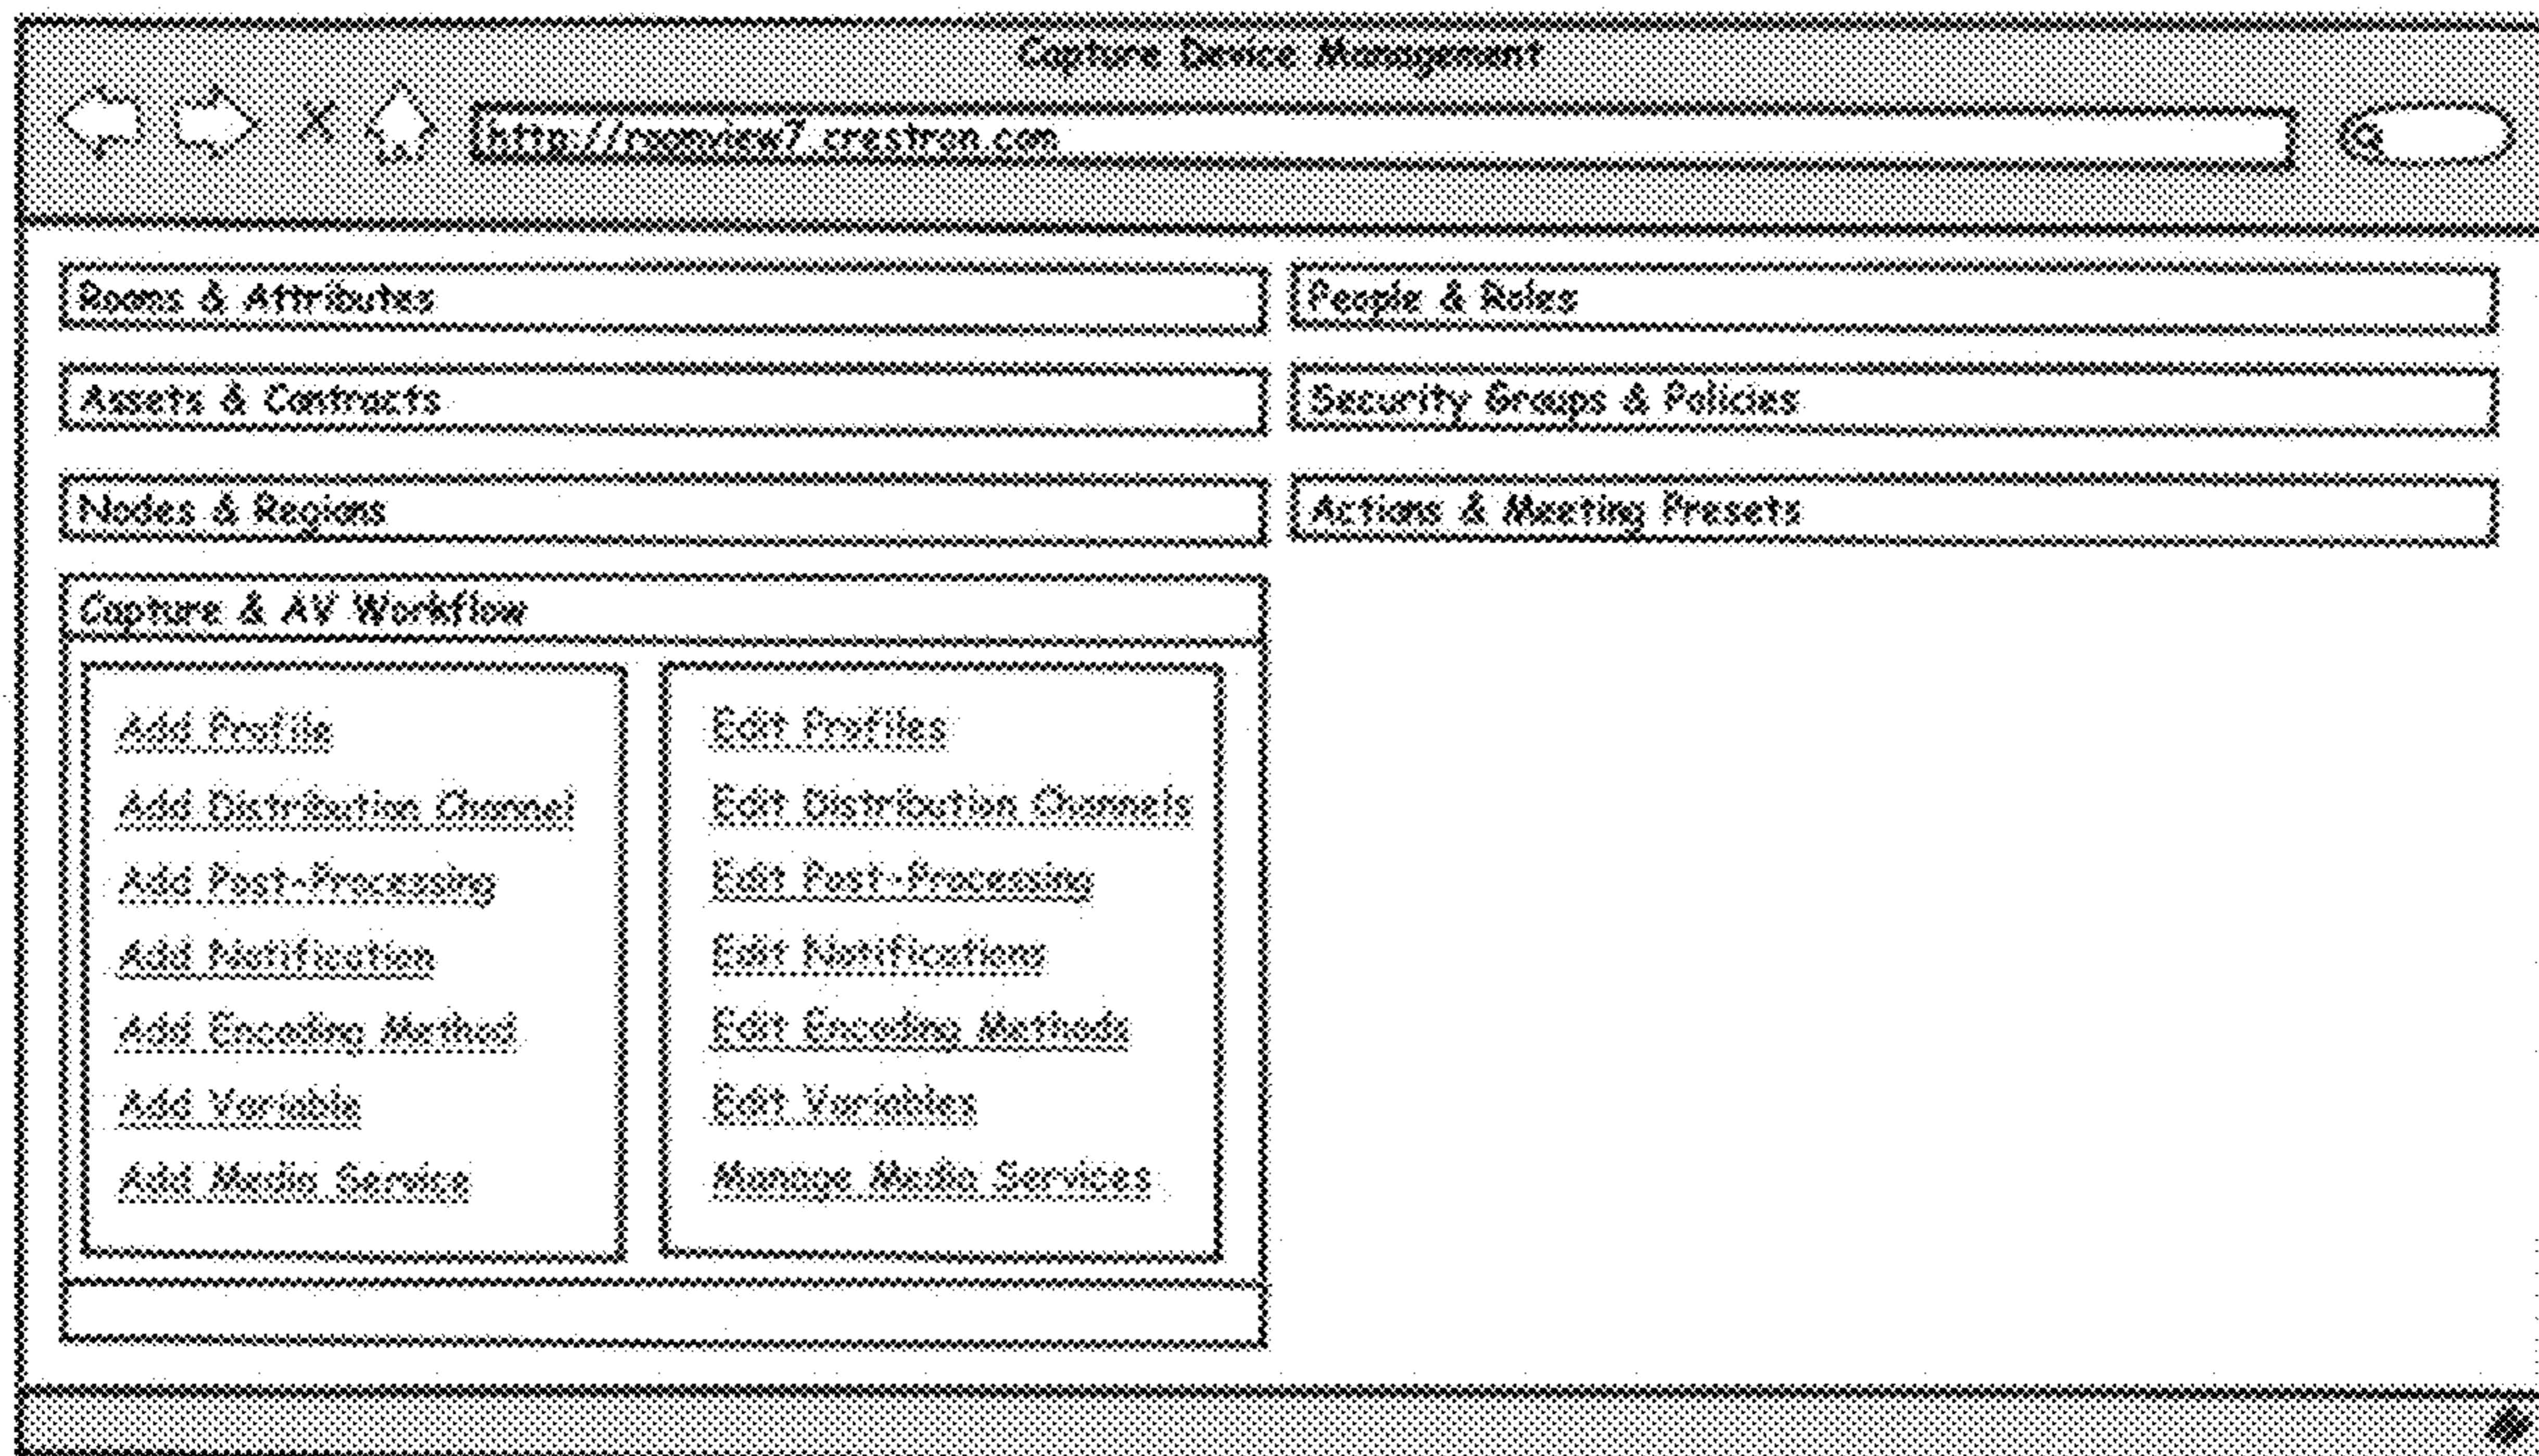 Capture Device Management
http://roomview7.crestron.com
Rooms & Attributes
People & Roles
Assets & Contracts
Security Groups & Policies
Nodes & Regions
Actions & Meeting Presets
Capture & AV Workflow
Add Profile
Edit Profiles
Add Distribution Channel
Edit Distribution Channels
Add Post-Processing
Edit Post-Processing
Add Notification
Edit Notifications
Add Encoding Method
Edit Encoding Methods
Add Variable
Edit Variables
Add Media Service
Manage Media Services